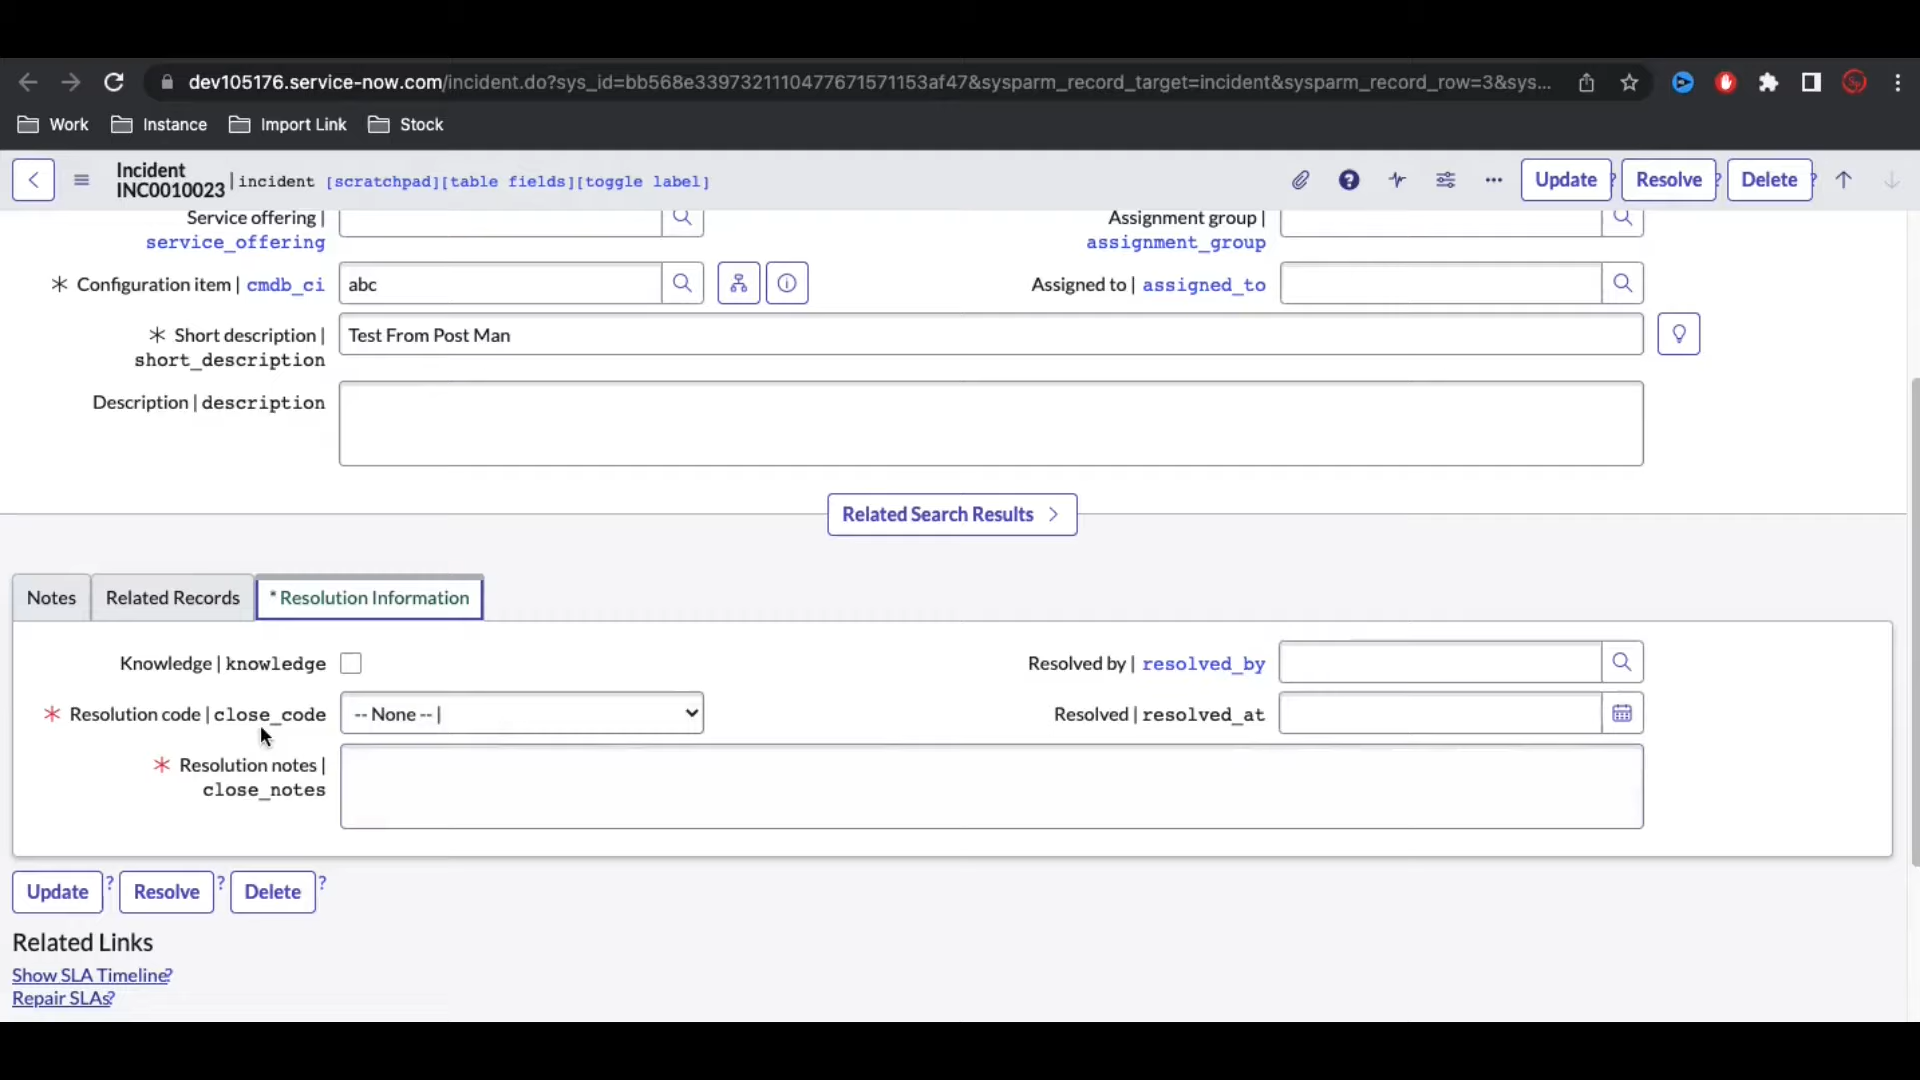 dev105176.service-now.com/incident.do?sys_id=bb568e3397321110477671571153af47&sysparm_record_target=incident&sysparm_record_row=3&sys...
Work Instance Import Link Stock
Incident
INC0010023 | incident [scratchpad][table fields][toggle label]
Update ? Resolve ? Delete ?
Service offering |
service_offering
Assignment group |
assignment_group
* Configuration item | cmdb_ci abc
Assigned to | assigned_to
* Short description |
short_description
Test From Post Man
Description | description
Related Search Results >
Notes Related Records * Resolution Information
Knowledge | knowledge
Resolved by | resolved_by
* Resolution code | close_code -- None -- |
Resolved | resolved_at
* Resolution notes |
close_notes
Update ? Resolve ? Delete ?
Related Links
Show SLA Timeline?
Repair SLAs?